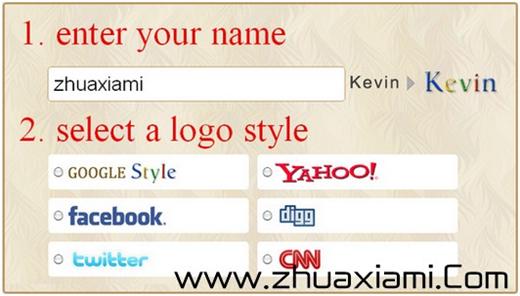 1. enter your name
zhuaxiami Kevin Kevin
2. select a logo style
GOOGLE Style YAHOO!
facebook. digg
twitter CNN
www.zhuaxiami.Com